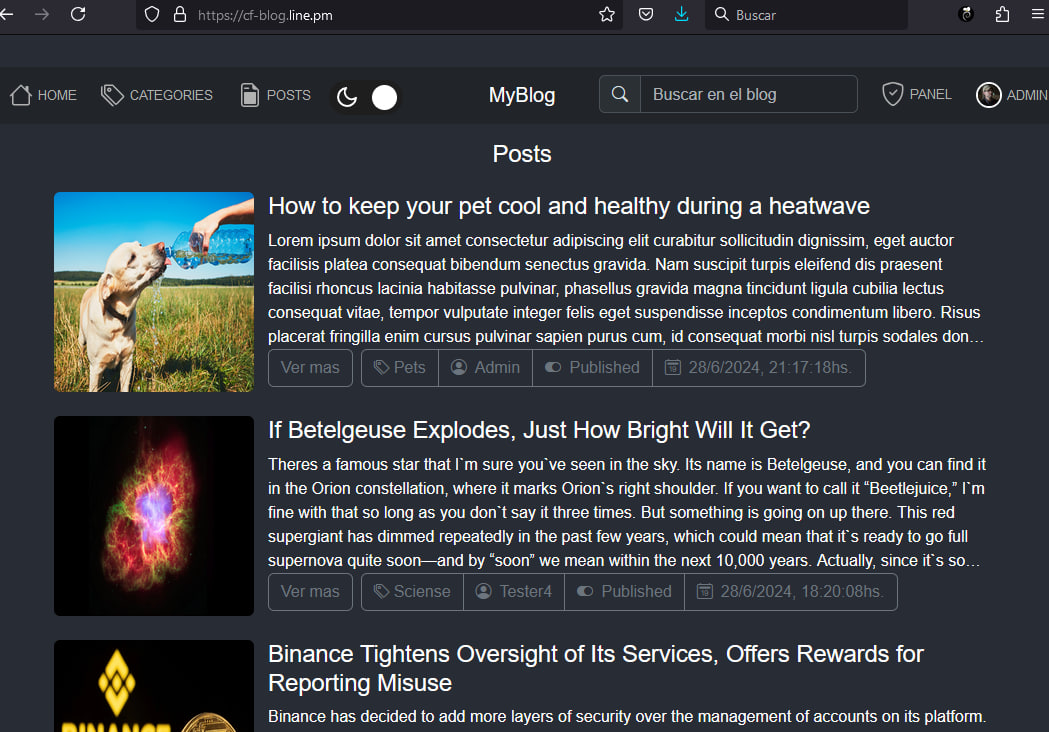 https://cf-blog.line.pm
Buscar
HOME CATEGORIES POSTS MyBlog Buscar en el blog PANEL ADMIN
Posts
How to keep your pet cool and healthy during a heatwave
Lorem ipsum dolor sit amet consectetur adipiscing elit curabitur sollicitudin dignissim, eget auctor
facilisis platea consequat bibendum senectus gravida. Nam suscipit turpis eleifend dis praesent
facilisi rhoncus lacinia habitasse pulvinar, phasellus gravida magna tincidunt ligula cubilia lectus
consequat vitae, tempor vulputate integer felis eget suspendisse inceptos condimentum libero. Risus
placerat fringilla enim cursus pulvinar sapien purus cum, id consequat morbi nisl turpis sodales don…
Ver mas Pets Admin Published 28/6/2024, 21:17:18hs.
If Betelgeuse Explodes, Just How Bright Will It Get?
Theres a famous star that I`m sure you`ve seen in the sky. Its name is Betelgeuse, and you can find it
in the Orion constellation, where it marks Orion`s right shoulder. If you want to call it “Beetlejuice,” I`m
fine with that so long as you don`t say it three times. But something is going on up there. This red
supergiant has dimmed repeatedly in the past few years, which could mean that it`s ready to go full
supernova quite soon—and by “soon” we mean within the next 10,000 years. Actually, since it`s so…
Ver mas Sciense Tester4 Published 28/6/2024, 18:20:08hs.
Binance Tightens Oversight of Its Services, Offers Rewards for
Reporting Misuse
Binance has decided to add more layers of security over the management of accounts on its platform.
BINANCE